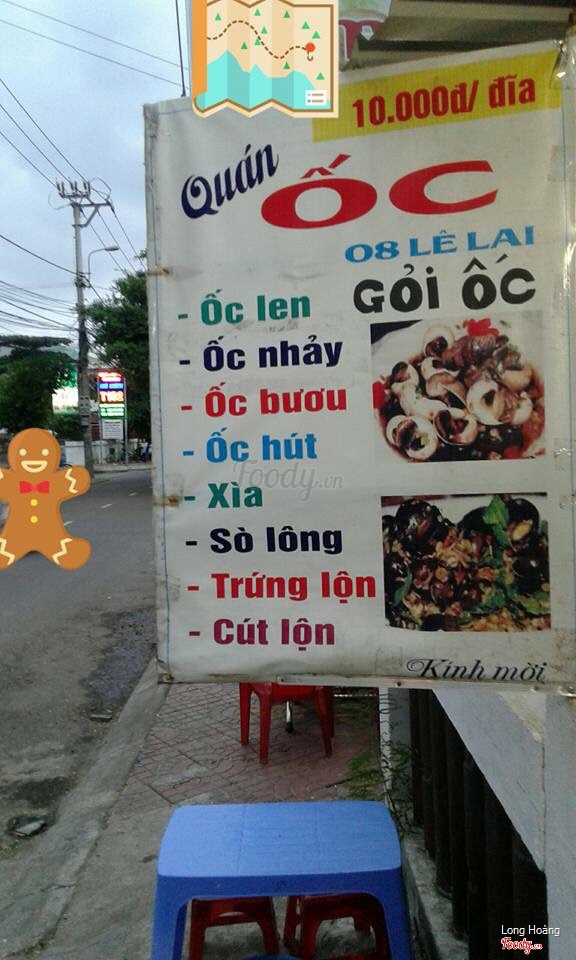 10.000đ/ đĩa
Quán
ỐC
08 LÊ LAI
GỎI ỐC
- Ốc len
- Ốc nhảy
- Ốc bươu
- Ốc hút
- Xìa
- Sò lông
- Trứng lộn
- Cút lộn
Kính mời
Foody.vn
Long Hoàng
Foody.vn